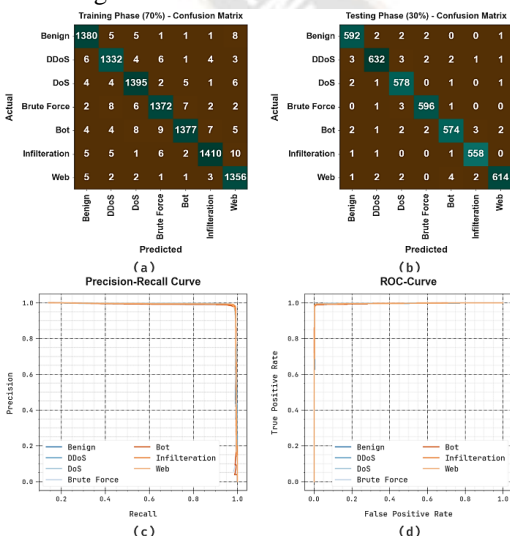 Training Phase (70%) - Confusion Matrix
Benign 1380 2 5 1 1 1 8
DDoS 6 1332 4 6 1 4 3
DoS 4 4 1395 2 5 1 6
Brute Force 2 8 6 1372 7 2 2
Bot 4 4 8 9 1377 7 5
Infilteration 5 5 1 6 2 1410 10
Web 5 2 2 1 1 3 1356
Actual
Benign DDoS DoS Brute Force Bot Infilteration Web
Predicted
(a)
Testing Phase (30%) - Confusion Matrix
Benign 592 2 2 2 0 0 1
DDoS 3 632 3 2 2 1 1
DoS 2 1 578 0 1 0 1
Brute Force 0 1 3 596 1 0 0
Bot 2 1 2 2 574 3 2
Infilteration 1 1 0 0 1 558 0
Web 1 2 2 0 4 2 614
Actual
Benign DDoS DoS Brute Force Bot Infilteration Web
Predicted
(b)
Precision-Recall Curve
1.0
0.8
0.6
0.4
0.2
0.0
Precision
Benign Bot
DDoS Infilteration
DoS Web
Brute Force
0.2 0.4 0.6 0.8 1.0
Recall
(c)
ROC-Curve
1.0
0.8
0.6
0.4
0.2
0.0
True Positive Rate
Benign Bot
DDoS Infilteration
DoS Web
Brute Force
0.0 0.2 0.4 0.6 0.8 1.0
False Positive Rate
(d)